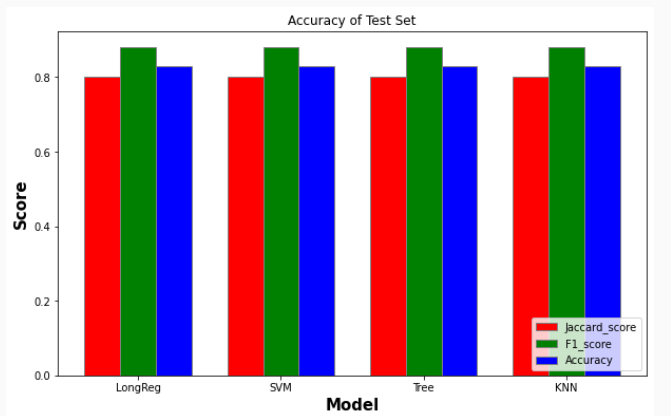 Accuracy of Test Set
Score
0.8
0.6
0.4
0.2
0.0
Jaccard_score
F1_score
Accuracy
LongReg SVM Tree KNN
Model